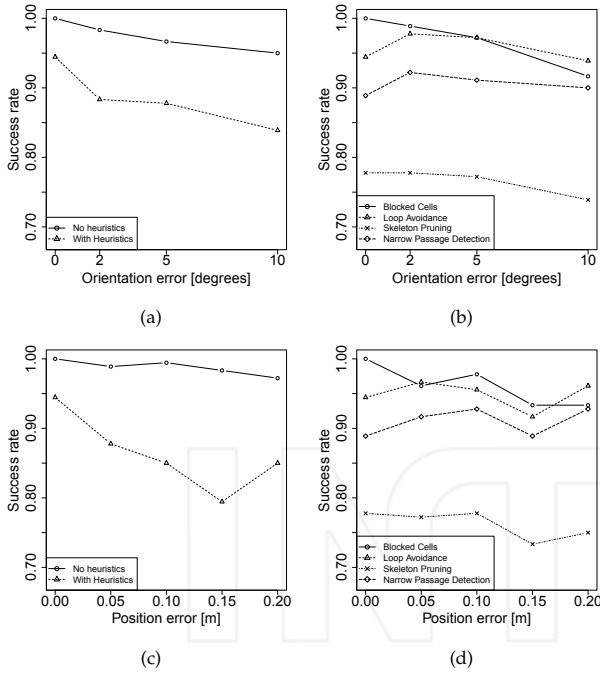 1.00
0.90
0.80
0.70
Success rate
No heuristics
With Heuristics
0 2 5 10
Orientation error [degrees]
(a)
1.00
0.90
0.80
0.70
Success rate
Blocked Cells
Loop Avoidance
Skeleton Pruning
Narrow Passage Detection
0 2 5 10
Orientation error [degrees]
(b)
1.00
0.90
0.80
0.70
Success rate
No heuristics
With Heuristics
0.00 0.05 0.10 0.15 0.20
Position error [m]
(c)
1.00
0.90
0.80
0.70
Success rate
Blocked Cells
Loop Avoidance
Skeleton Pruning
Narrow Passage Detection
0.00 0.05 0.10 0.15 0.20
Position error [m]
(d)
INT